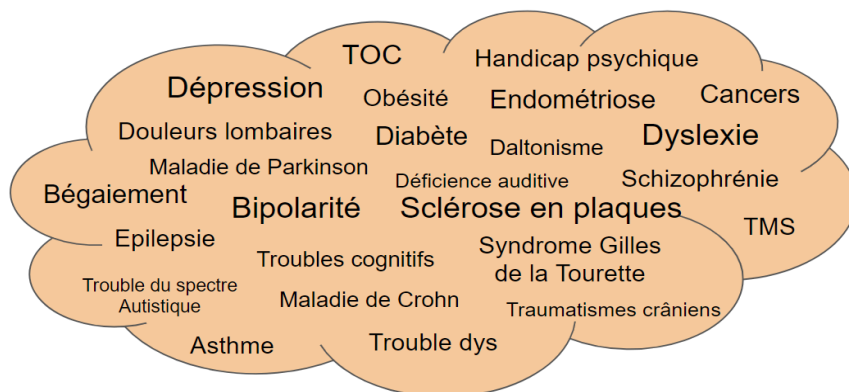 TOC
Handicap psychique
Dépression
Obésité
Endométriose
Cancers
Douleurs lombaires
Diabète
Daltonisme
Dyslexie
Maladie de Parkinson
Déficience auditive
Schizophrénie
Bégaiement
Bipolarité
Sclérose en plaques
TMS
Epilepsie
Troubles cognitifs
Syndrome Gilles
de la Tourette
Trouble du spectre
Autistique
Maladie de Crohn
Traumatismes crâniens
Asthme
Trouble dys